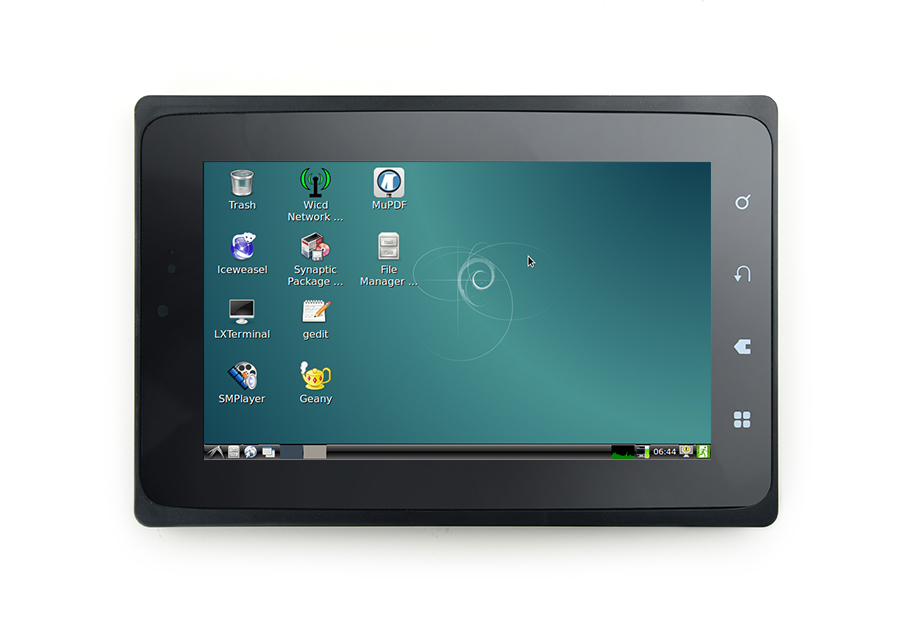 Trash
Wicd
Network ...
MuPDF
Iceweasel
Synaptic
Package ...
File
Manager ...
LXTerminal
gedit
SMPlayer
Geany
06:44